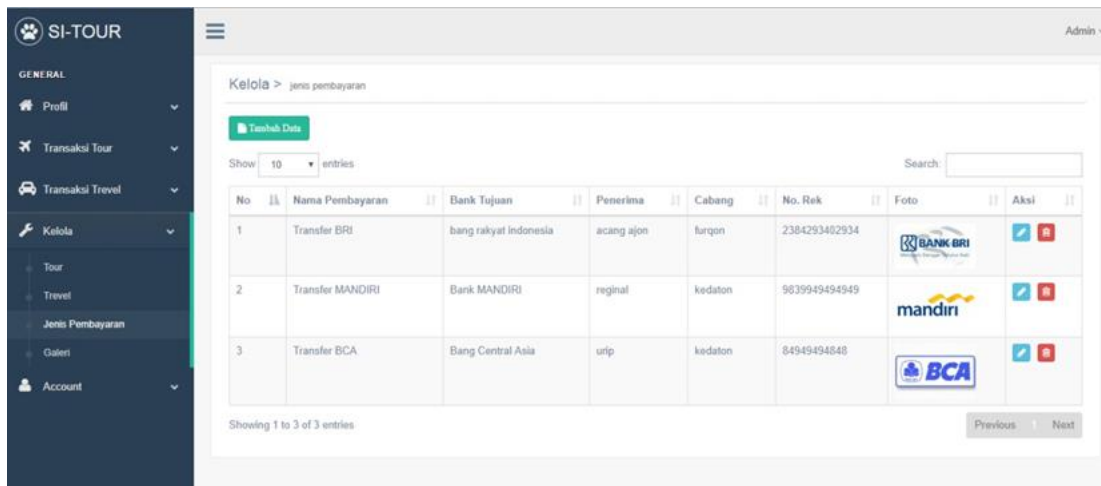 SI-TOUR
Admin
GENERAL
Profil
Transaksi Tour
Transaksi Trevel
Kelola
Tour
Trevel
Jenis Pembayaran
Galeri
Account
Kelola > jenis pembayaran
Tambah Data
Show 10 entries
Search:
No Nama Pembayaran Bank Tujuan Penerima Cabang No. Rek Foto Aksi
1 Transfer BRI bang rakyat indonesia acang ajon furqon 2384293402934 BANK BRI
2 Transfer MANDIRI Bank MANDIRI reginal kedaton 9839949494949 mandiri
3 Transfer BCA Bang Central Asia urip kedaton 84949494848 BCA
Showing 1 to 3 of 3 entries
Previous 1 Next